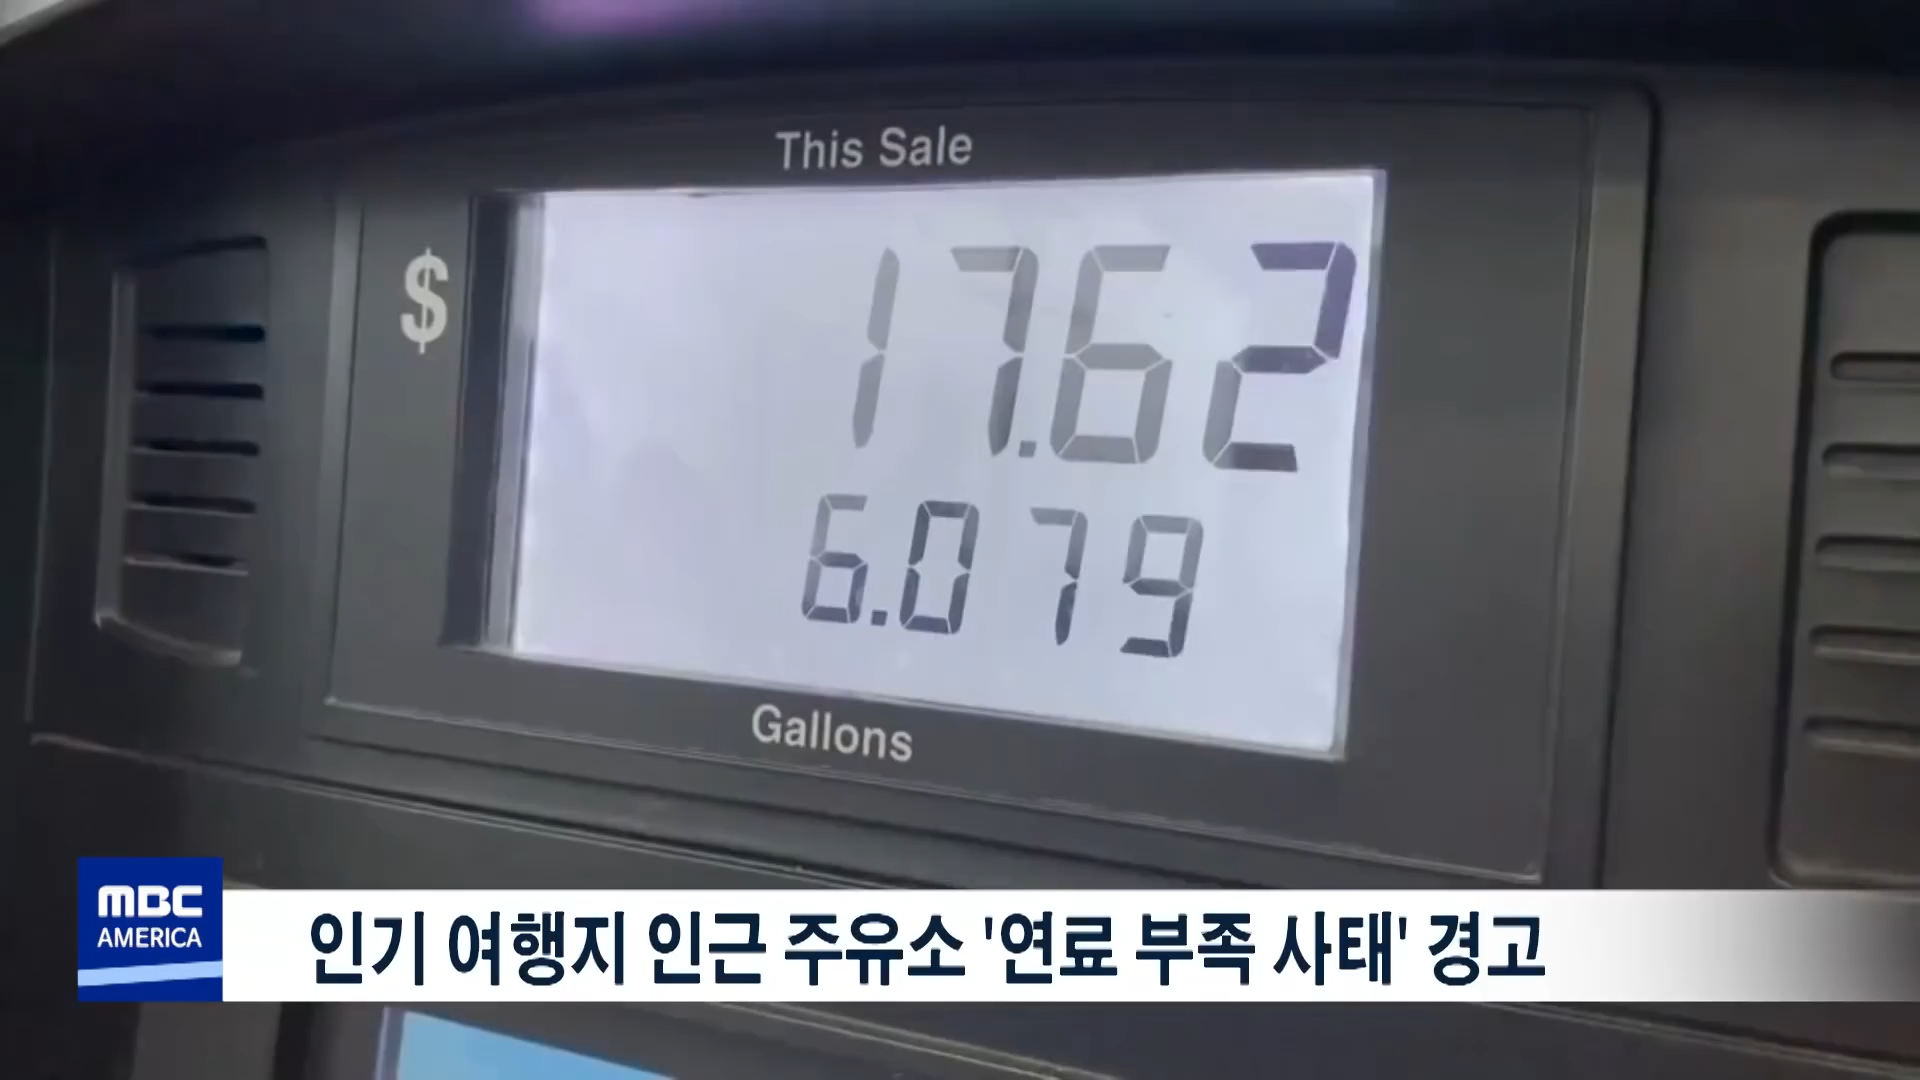 This Sale
$
17.62
6.079
Gallons
MBC
AMERICA
인기 여행지 인근 주유소 '연료 부족 사태' 경고